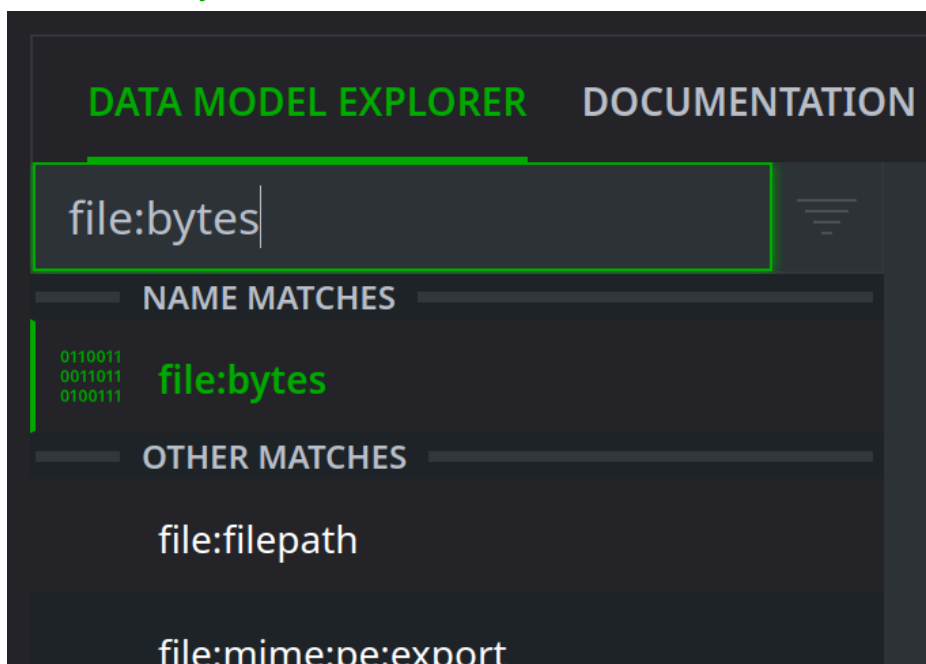 DATA MODEL EXPLORER DOCUMENTATION
file:bytes
NAME MATCHES
0110011
0011011
0100111
file:bytes
OTHER MATCHES
file:filepath
file:mime:pe:export